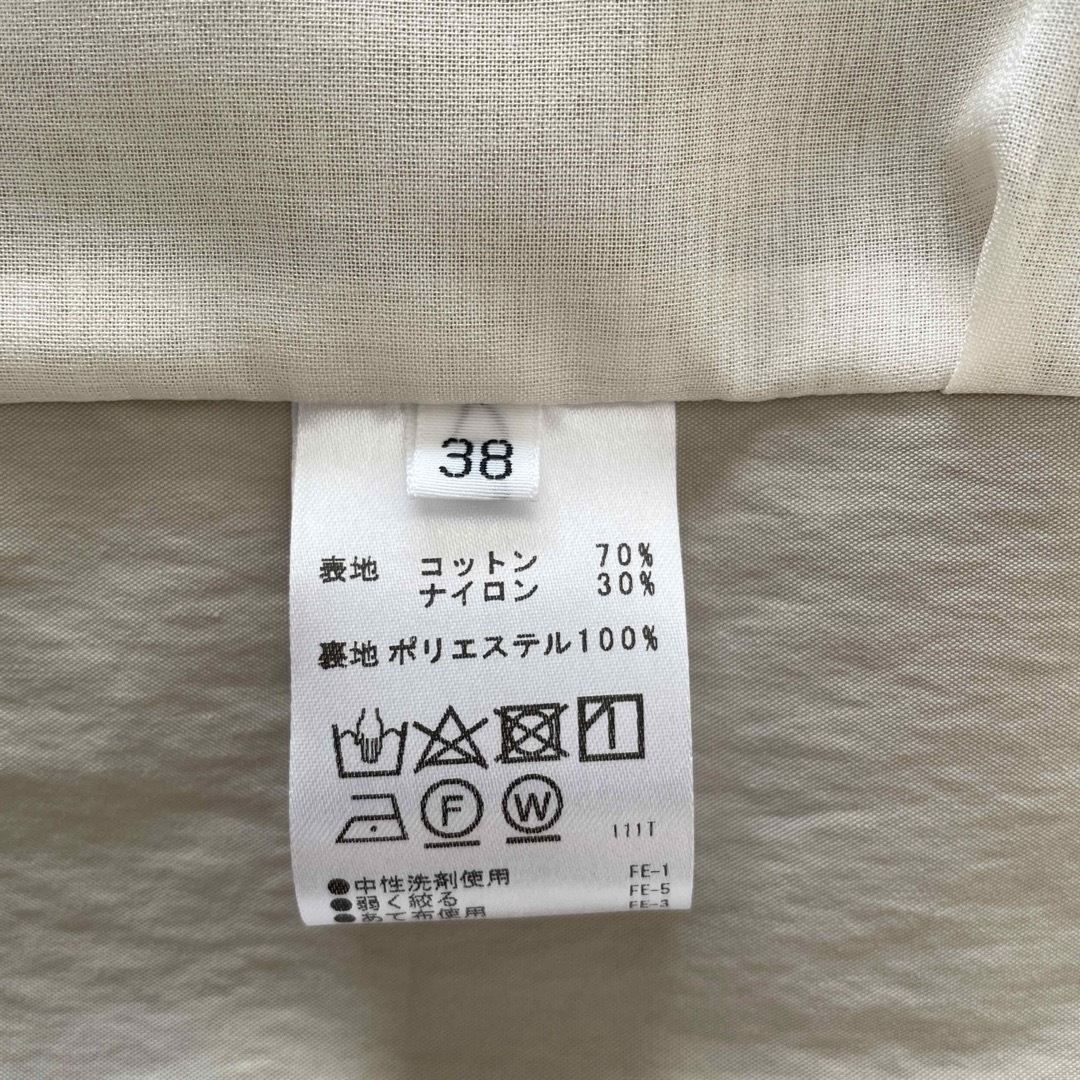 38
表地 コットン 70%
ナイロン 30%
裏地 ポリエステル100%
F W
111T
●中性洗剤使用 FE-1
●弱く絞る FE-5
●あて布使用 FE-3